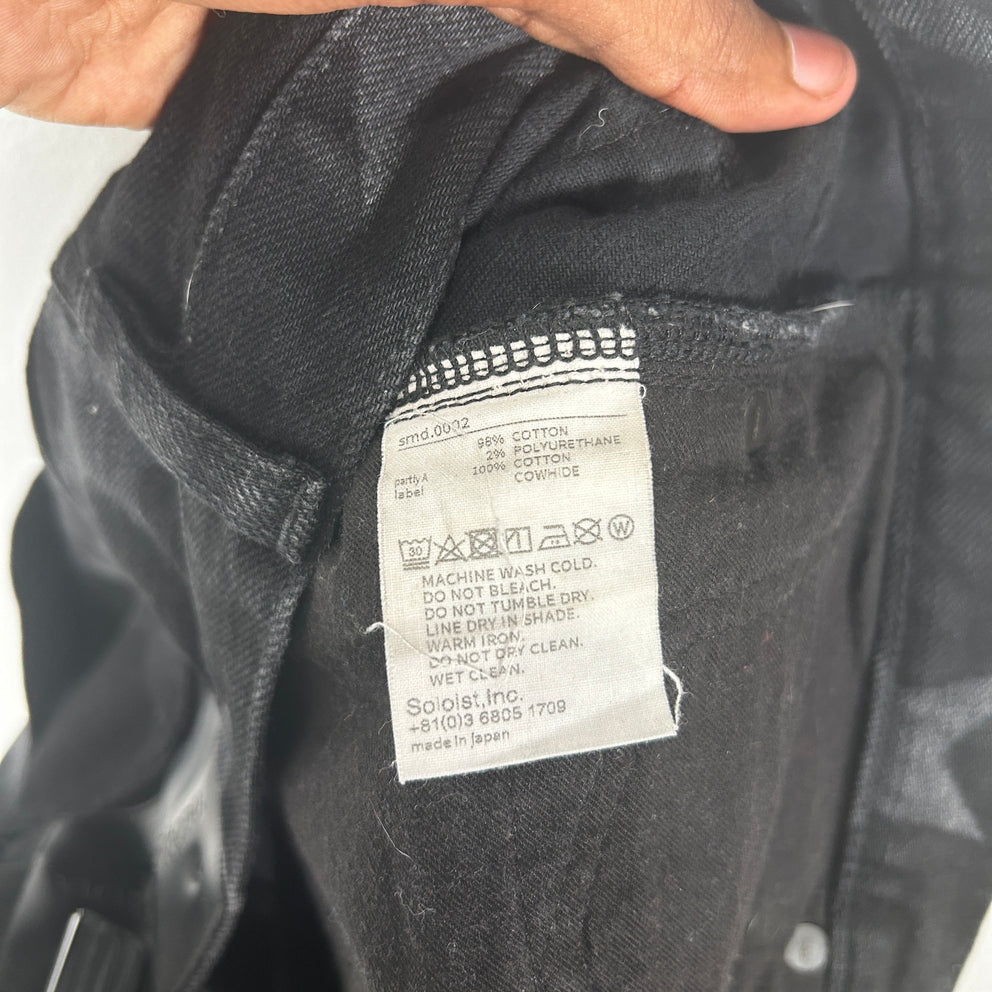 smd.0002
98% COTTON
2% POLYURETHANE
partly A 100% COTTON
label COWHIDE
30 W
MACHINE WASH COLD.
DO NOT BLEACH.
DO NOT TUMBLE DRY.
LINE DRY IN SHADE.
WARM IRON.
DO NOT DRY CLEAN.
WET CLEAN.
Soloist,Inc.
+81(0)3 6805 1709
made in japan